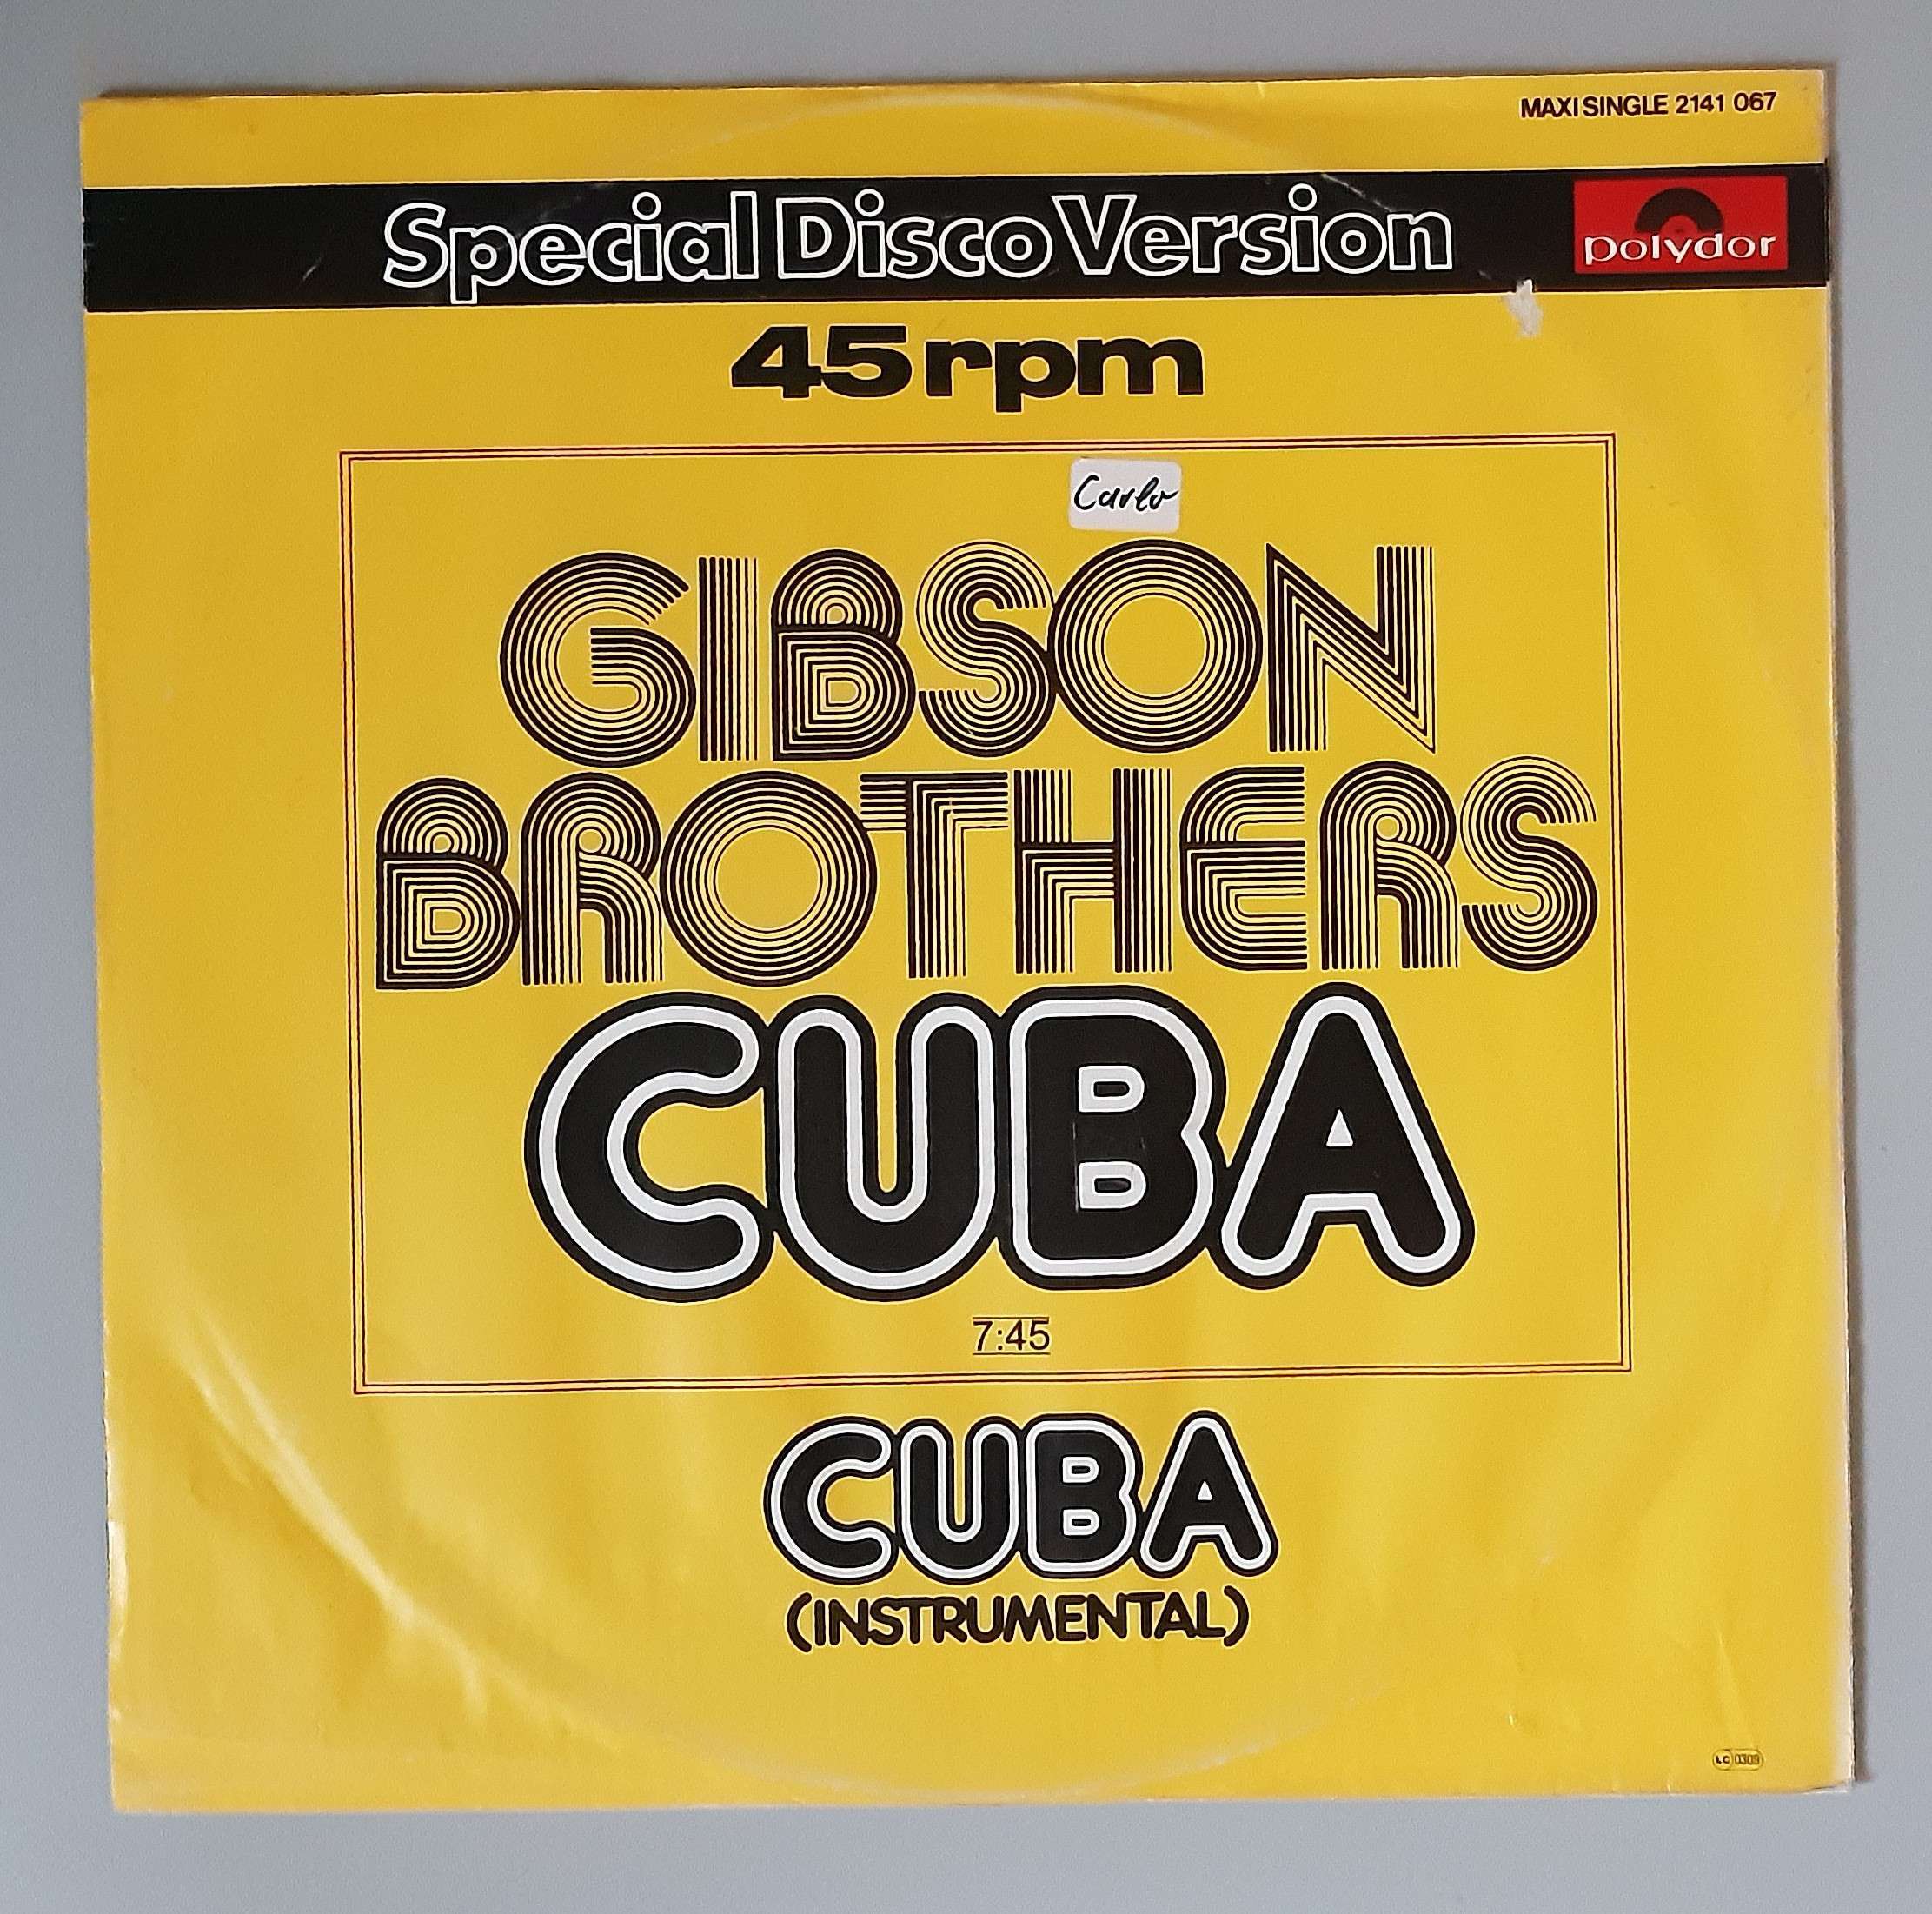 MAXI SINGLE 2141 067
Special Disco Version
polydor
45 rpm
Carlo
GIBSON
BROTHERS
CUBA
7:45
CUBA
(INSTRUMENTAL)
LC 0309